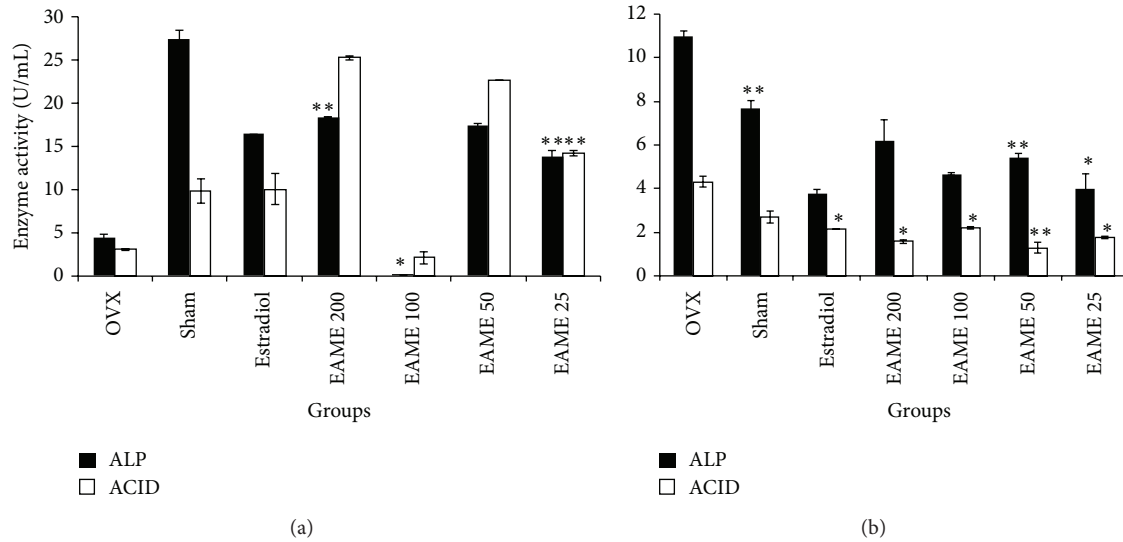 30
25
20
15
10
5
0
Enzyme activity (U/mL)
**
*
** **
OVX
Sham
Estradiol
EAME 200
EAME 100
EAME 50
EAME 25
Groups
ALP
ACID
(a)
12
10
8
6
4
2
0
**
*
*
*
**
**
*
*
OVX
Sham
Estradiol
EAME 200
EAME 100
EAME 50
EAME 25
Groups
ALP
ACID
(b)